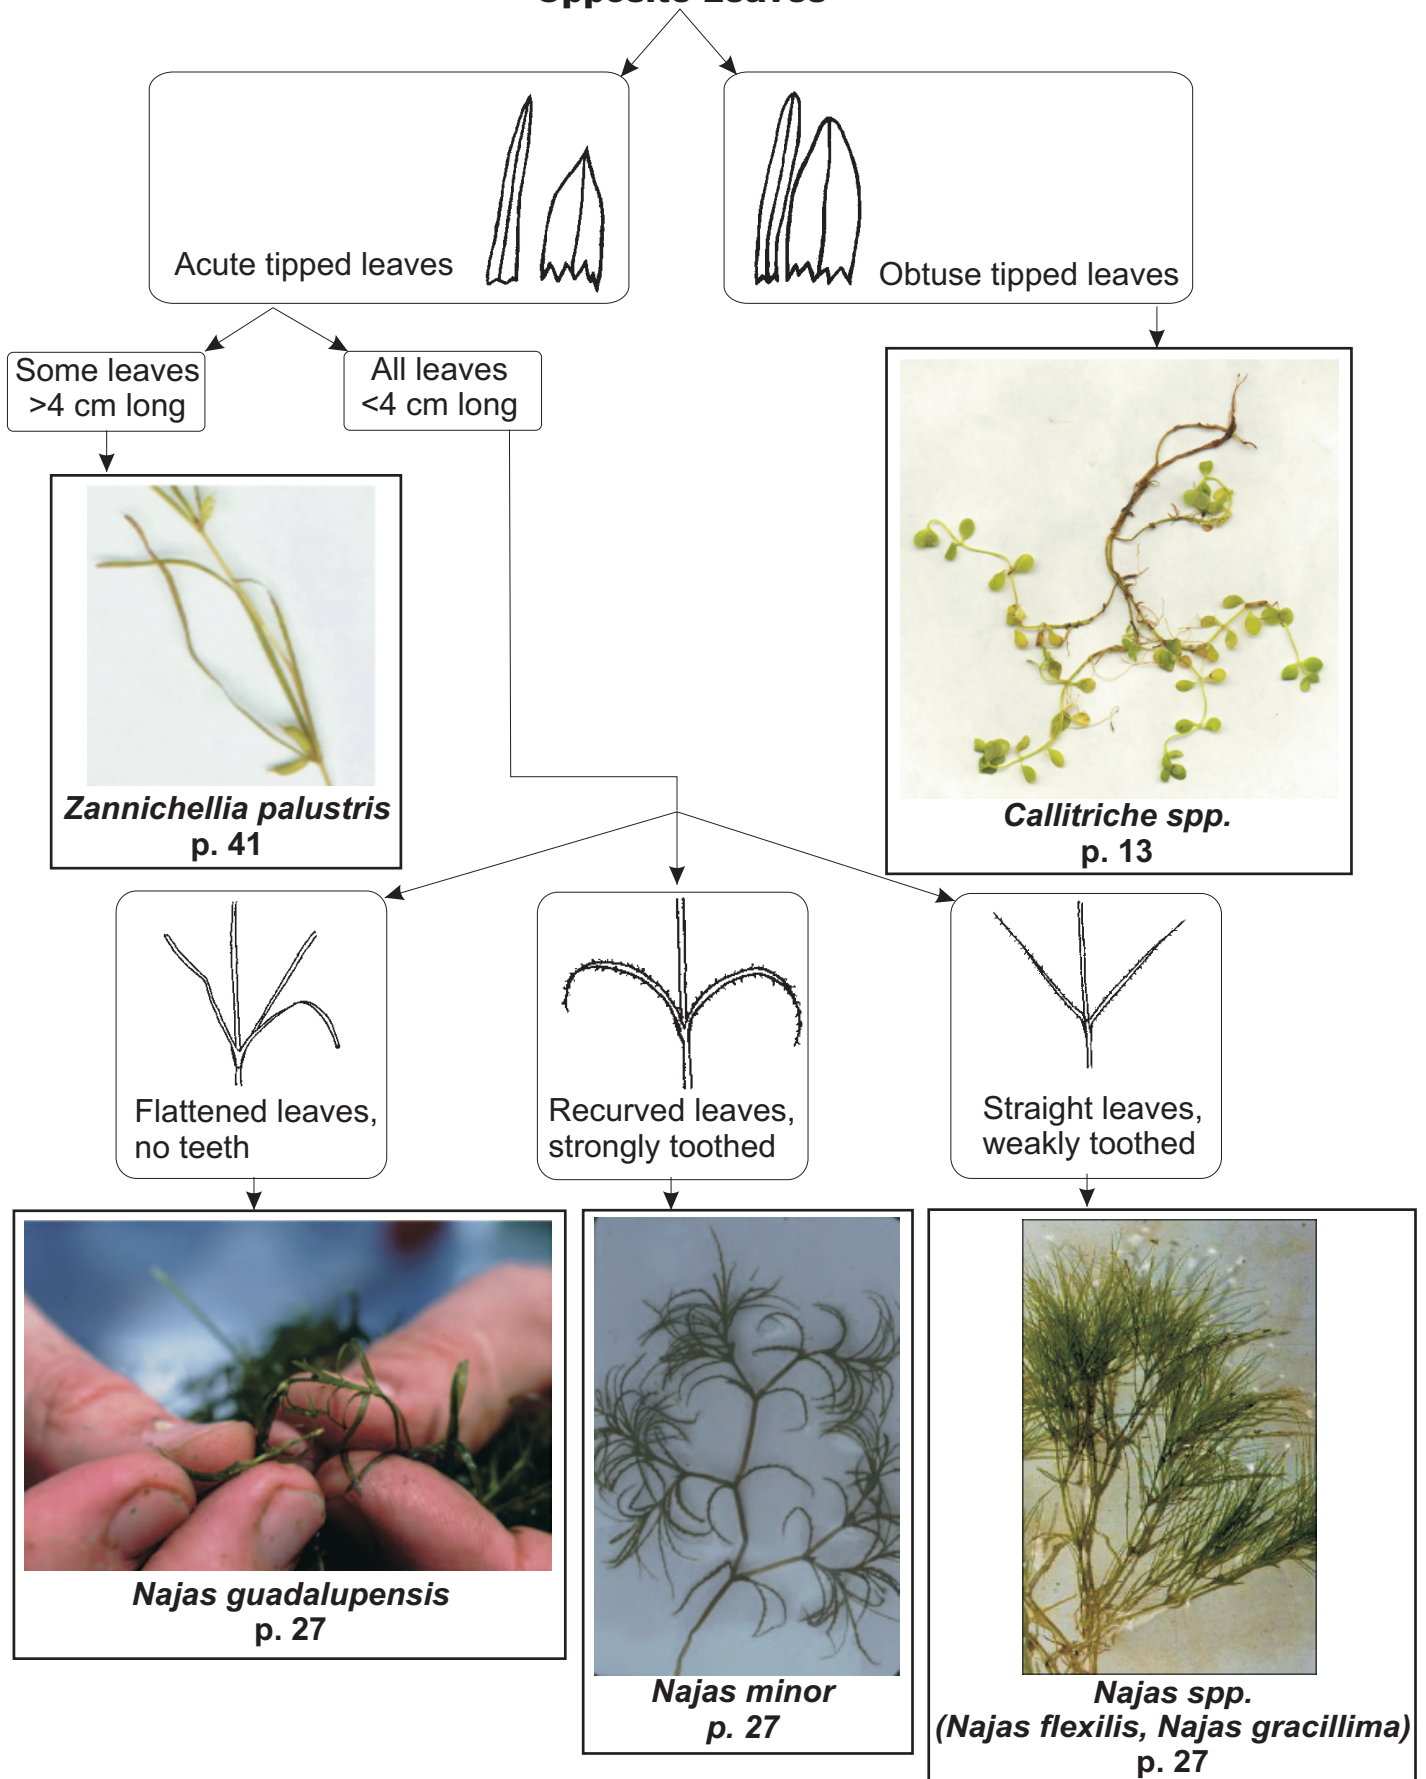 Opposite Leaves
Acute tipped leaves
Obtuse tipped leaves
Some leaves
>4 cm long
All leaves
<4 cm long
Zannichellia palustris
p. 41
Callitriche spp.
p. 13
Flattened leaves,
no teeth
Recurved leaves,
strongly toothed
Straight leaves,
weakly toothed
Najas guadalupensis
p. 27
Najas minor
p. 27
Najas spp.
(Najas flexilis, Najas gracillima)
p. 27